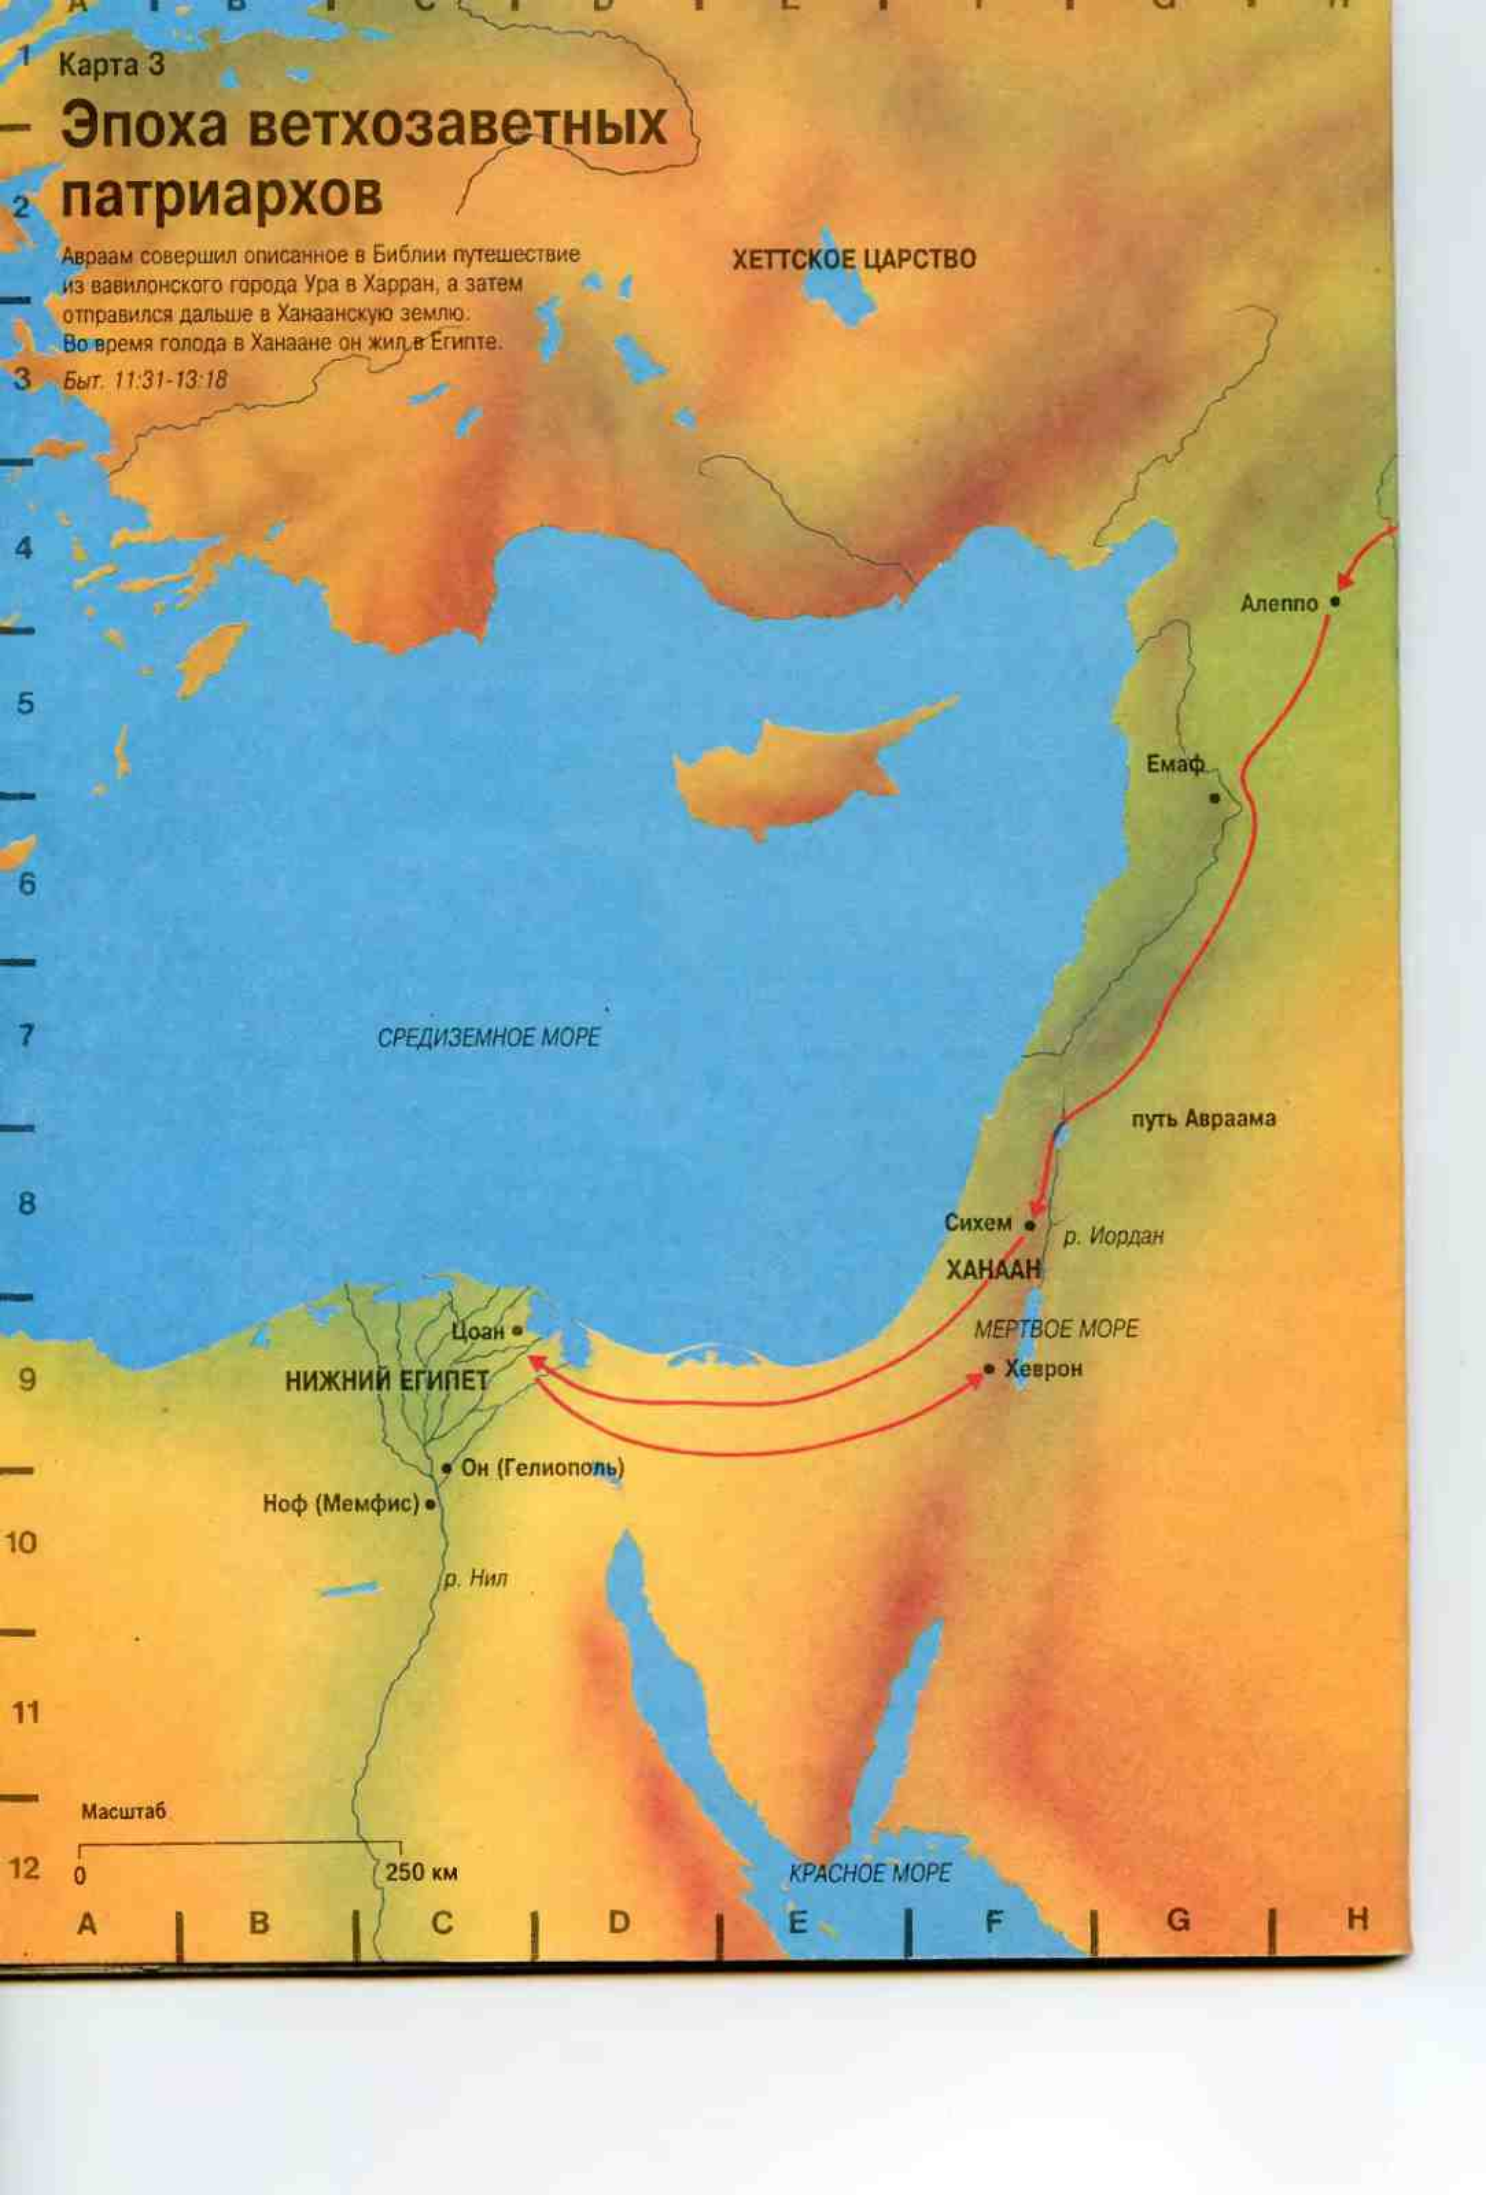 A B C D E F G H
1
Карта 3
Эпоха ветхозаветных
2
патриархов
Авраам совершил описанное в Библии путешествие
из вавилонского города Ура в Харран, а затем
отправился дальше в Ханаанскую землю.
Во время голода в Ханаане он жил в Египте.
3
Быт. 11:31-13:18
ХЕТТСКОЕ ЦАРСТВО
4
Алеппо
5
Емаф
6
7
СРЕДИЗЕМНОЕ МОРЕ
путь Авраама
8
Сихем
р. Иордан
ХАНААН
МЕРТВОЕ МОРЕ
Цоан
9
НИЖНИЙ ЕГИПЕТ
Хеврон
Он (Гелиополь)
Ноф (Мемфис)
10
р. Нил
11
Масштаб
12
0 250 км
КРАСНОЕ МОРЕ
A B C D E F G H